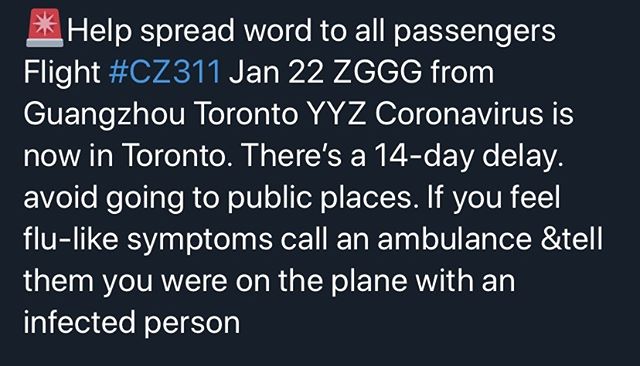 🚨Help spread word to all passengers
Flight #CZ311 Jan 22 ZGGG from
Guangzhou Toronto YYZ Coronavirus is
now in Toronto. There’s a 14-day delay.
avoid going to public places. If you feel
flu-like symptoms call an ambulance &tell
them you were on the plane with an
infected person